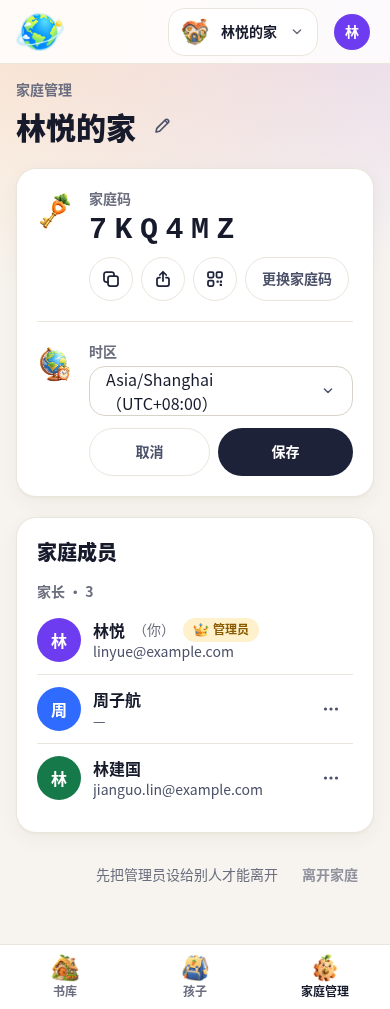 林悦的家
林
家庭管理
林悦的家
家庭码
7KQ4MZ
更换家庭码
时区
Asia/Shanghai
（UTC+08:00）
取消
保存
家庭成员
家长 • 3
林
林悦 （你） 管理员
linyue@example.com
周
周子航
—
林
林建国
jianguo.lin@example.com
先把管理员设给别人才能离开 离开家庭
书库
孩子
家庭管理